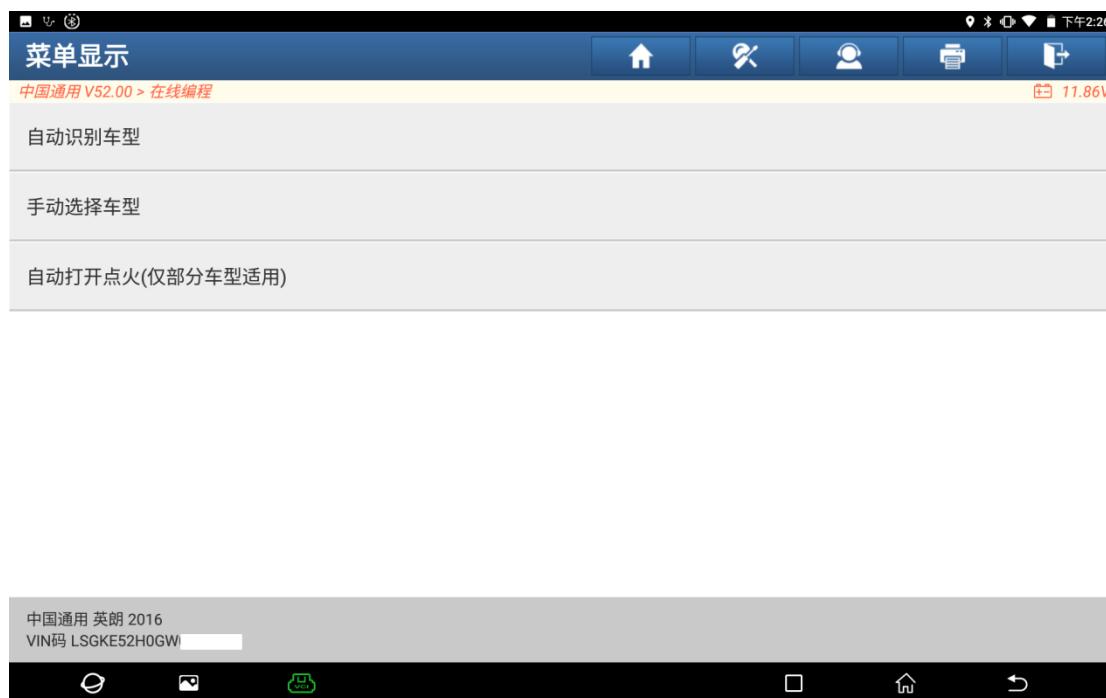 下午2:20
菜单显示
中国通用 V52.00 > 在线编程
11.86V
自动识别车型
手动选择车型
自动打开点火(仅部分车型适用)
中国通用 英朗 2016
VIN码 LSGKE52H0GW
VCI